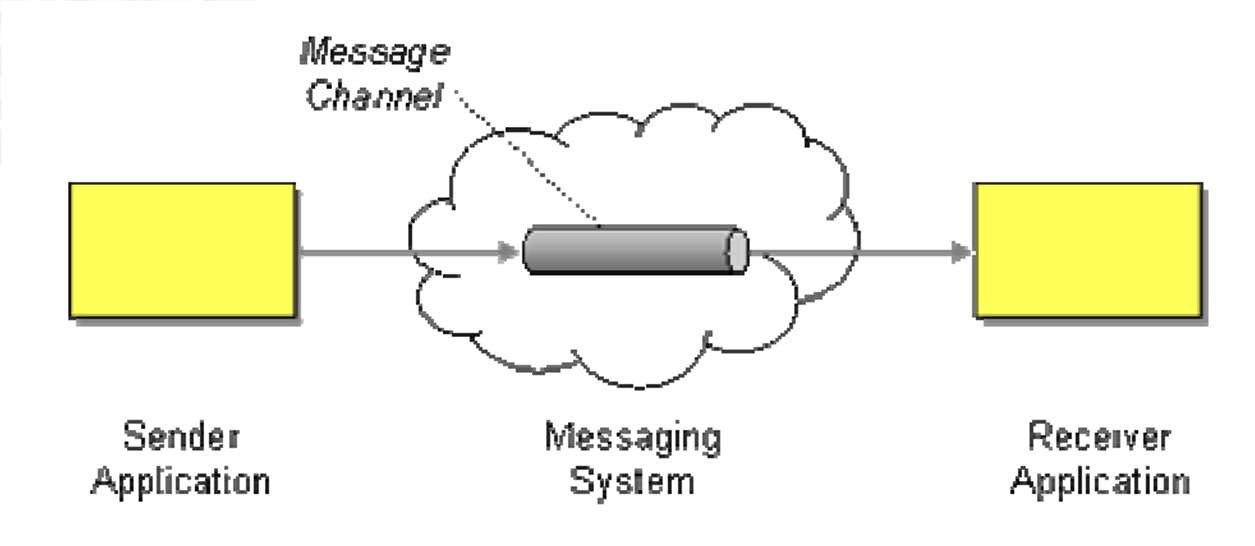 Message
Channel
Sender
Application
Messaging
System
Receiver
Application